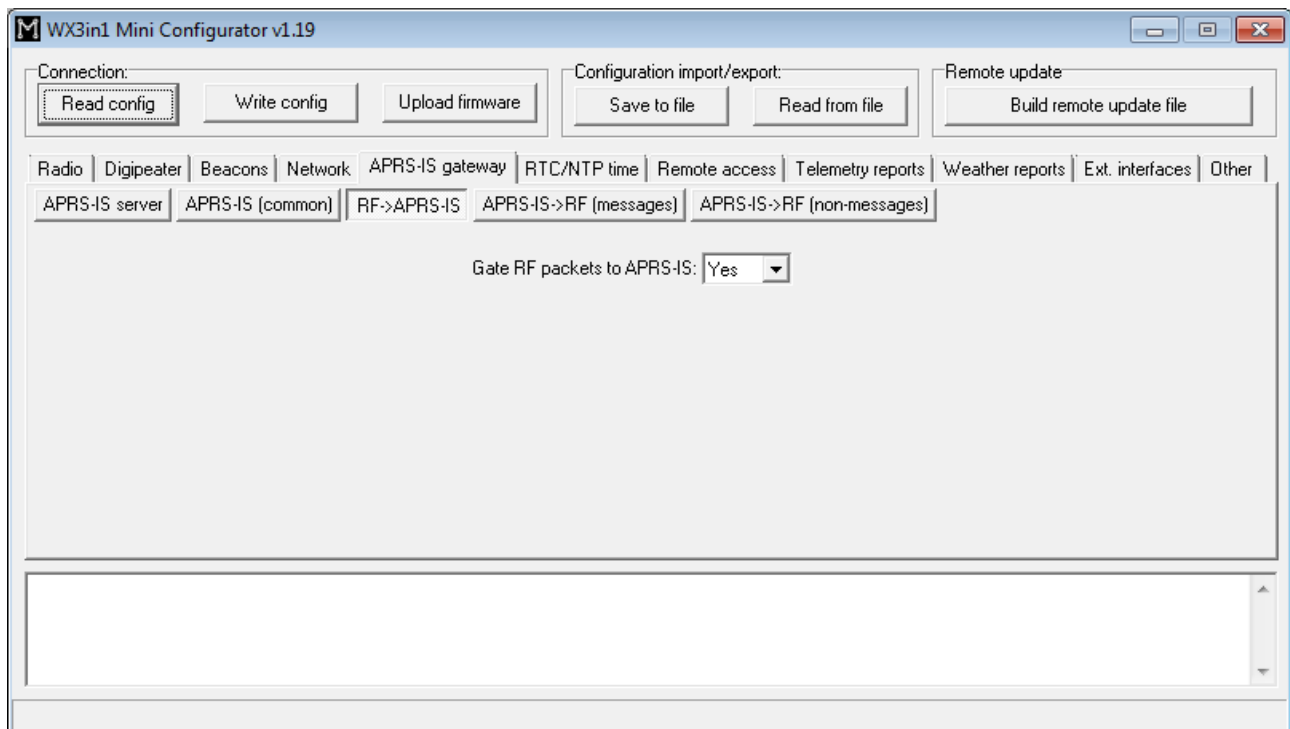 WX3in1 Mini Configurator v1.19
Connection: Configuration import/export: Remote update
Read config Write config Upload firmware Save to file Read from file Build remote update file
Radio Digipeater Beacons Network APRS-IS gateway RTC/NTP time Remote access Telemetry reports Weather reports Ext. interfaces Other
APRS-IS server APRS-IS (common) RF->APRS-IS APRS-IS->RF (messages) APRS-IS->RF (non-messages)
Gate RF packets to APRS-IS: Yes